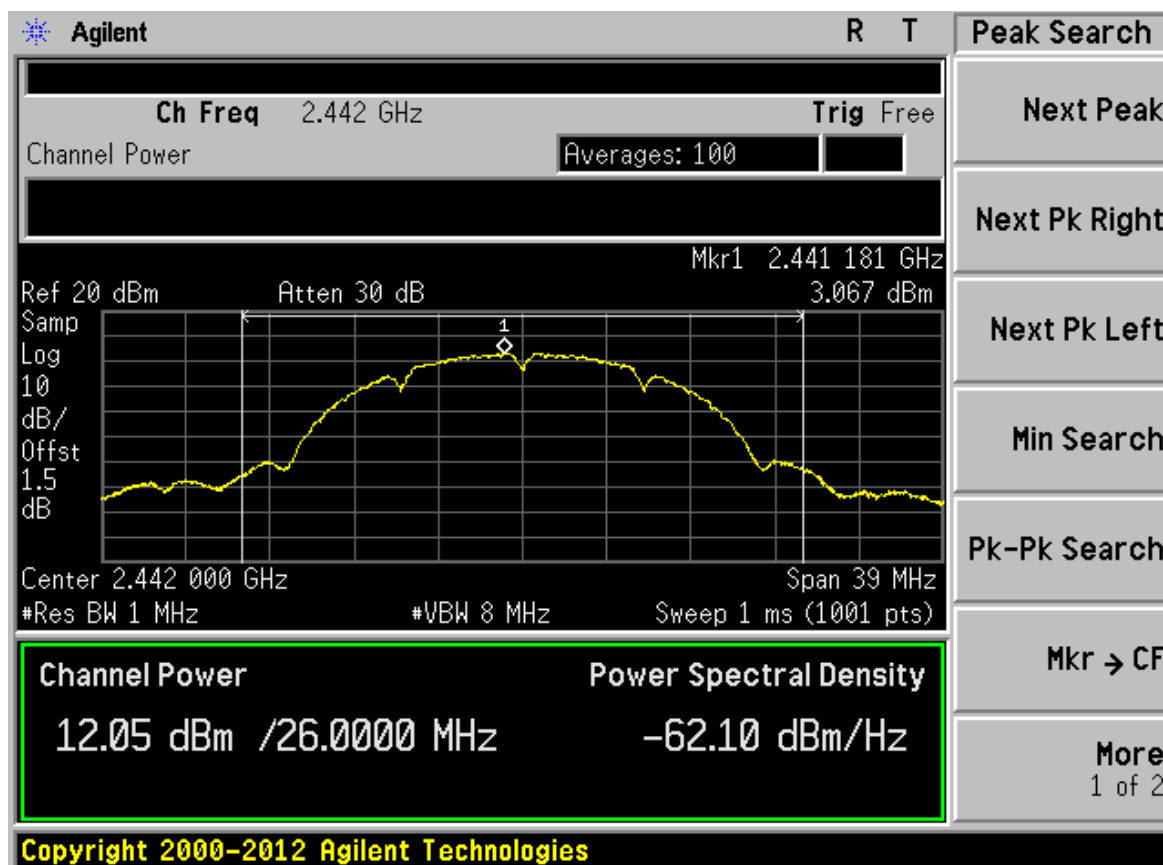 Agilent R T Peak Search
Ch Freq 2.442 GHz Trig Free
Channel Power Averages: 100
Mkr1 2.441 181 GHz
Ref 20 dBm Atten 30 dB 3.067 dBm
Samp
Log
10
dB/
Offst
1.5
dB
1
Center 2.442 000 GHz Span 39 MHz
#Res BW 1 MHz #VBW 8 MHz Sweep 1 ms (1001 pts)
Channel Power Power Spectral Density
12.05 dBm /26.0000 MHz -62.10 dBm/Hz
Next Peak
Next Pk Right
Next Pk Left
Min Search
Pk-Pk Search
Mkr → CF
More
1 of 2
Copyright 2000-2012 Agilent Technologies